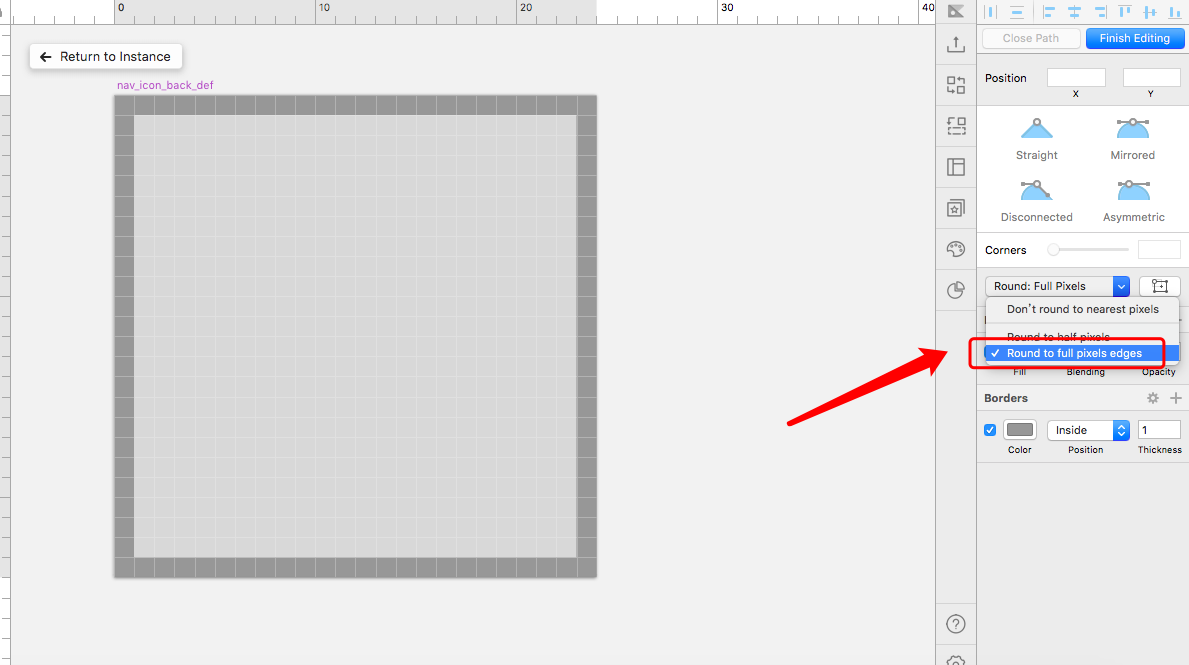 0
10
20
30
40
Close Path
Finish Editing
Return to Instance
Position
X
Y
nav_icon_back_def
Straight
Mirrored
Disconnected
Asymmetric
Corners
Round: Full Pixels
Don't round to nearest pixels
Round to half pixels
✓ Round to full pixels edges
Fill
Blending
Opacity
Borders
Inside
1
Color
Position
Thickness
?